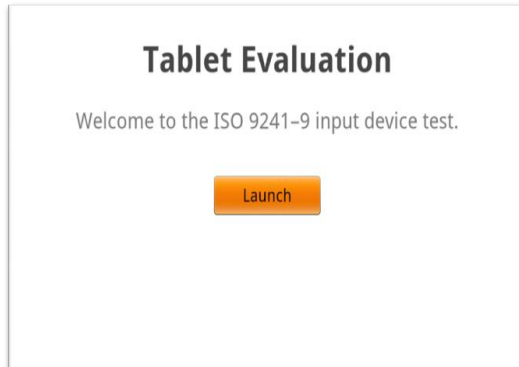 Tablet Evaluation
Welcome to the ISO 9241–9 input device test.
Launch